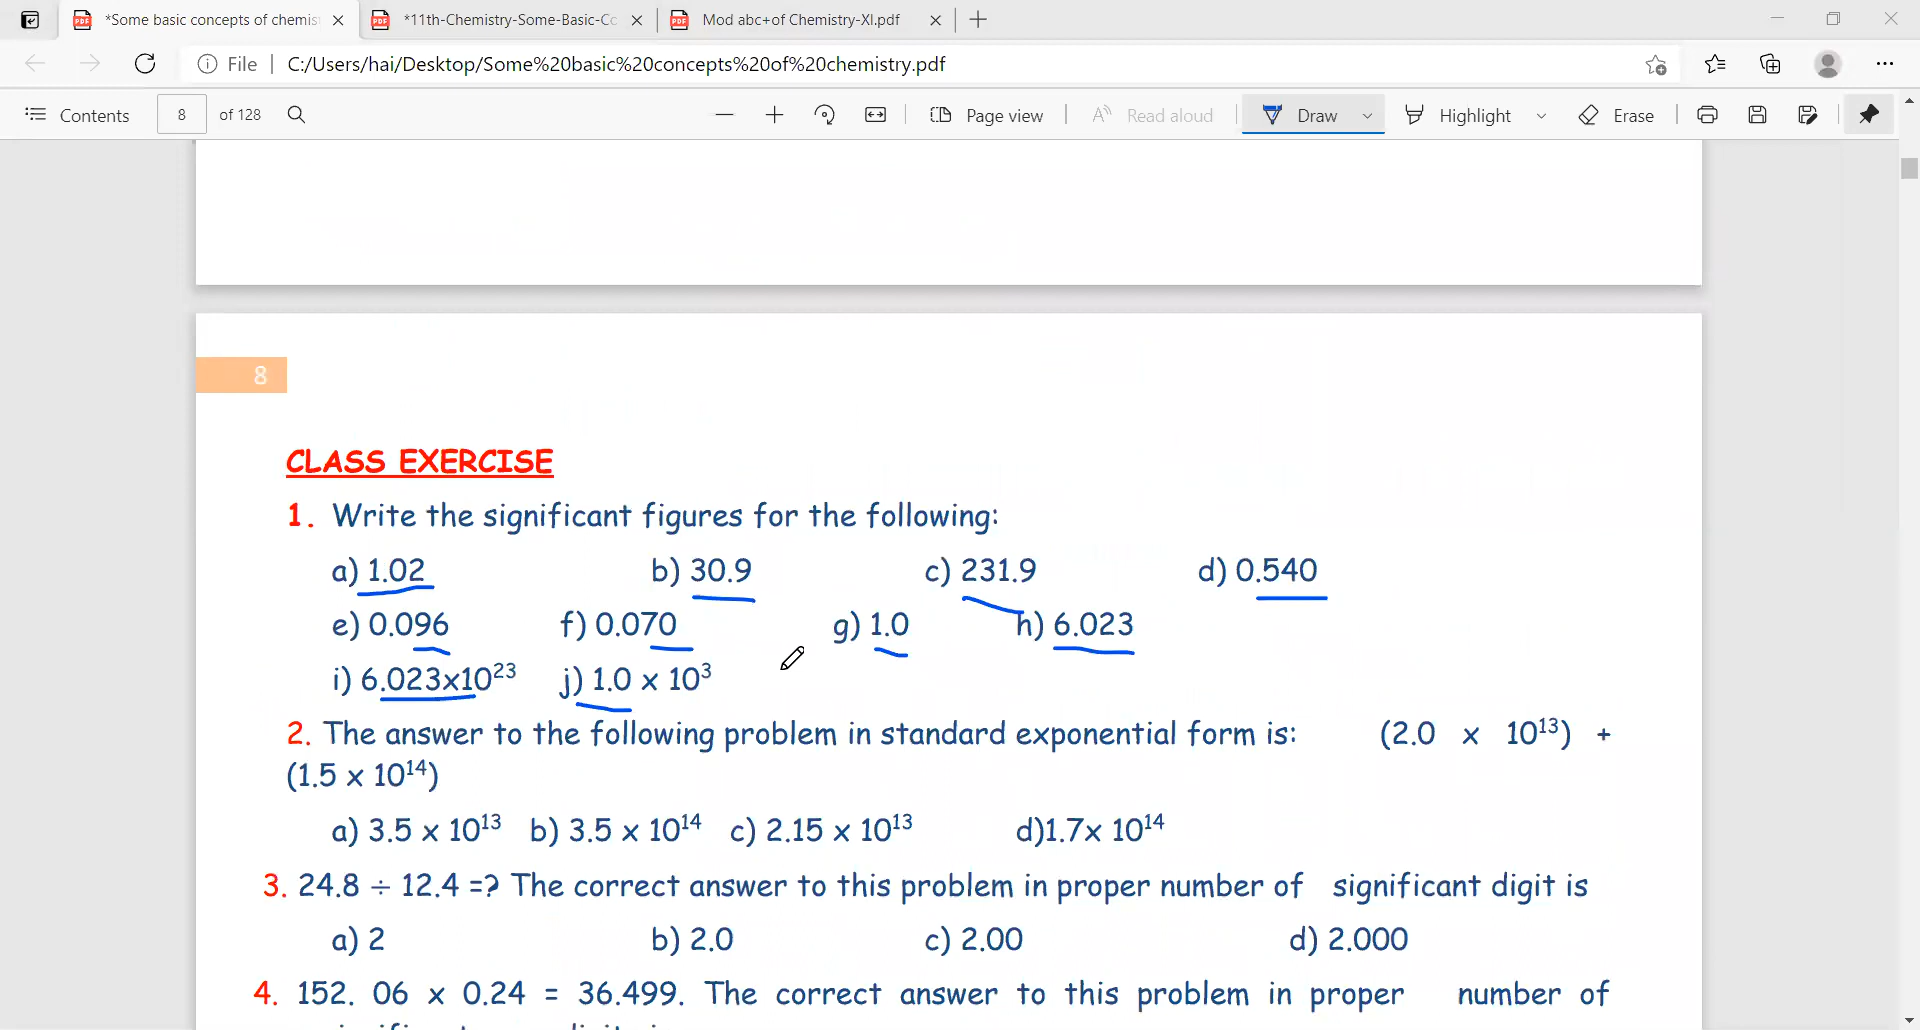 *Some basic concepts of chemis
*11th-Chemistry-Some-Basic-Co
Mod abc+of Chemistry-XI.pdf
File
C:/Users/hai/Desktop/Some%20basic%20concepts%20of%20chemistry.pdf
Contents 8 of 128 Page view Read aloud Draw Highlight Erase
8
CLASS EXERCISE
1. Write the significant figures for the following:
a) 1.02 b) 30.9 c) 231.9 d) 0.540
e) 0.096 f) 0.070 g) 1.0 h) 6.023
i) 6.023x10²³ j) 1.0 x 10³
2. The answer to the following problem in standard exponential form is: (2.0 x 10¹³) +
(1.5 x 10¹⁴)
a) 3.5 x 10¹³ b) 3.5 x 10¹⁴ c) 2.15 x 10¹³ d)1.7x 10¹⁴
3. 24.8 ÷ 12.4 =? The correct answer to this problem in proper number of significant digit is
a) 2 b) 2.0 c) 2.00 d) 2.000
4. 152. 06 x 0.24 = 36.499. The correct answer to this problem in proper number of